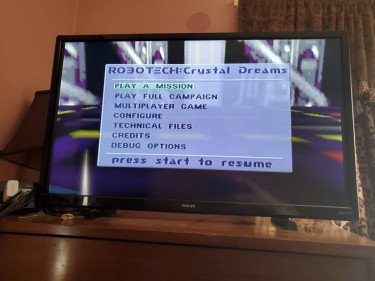 ROBOTECH:Crystal Dreams
PLAY A MISSION
PLAY FULL CAMPAIGN
MULTIPLAYER GAME
CONFIGURE
TECHNICAL FILES
CREDITS
DEBUG OPTIONS
press start to resume
PHILIPS